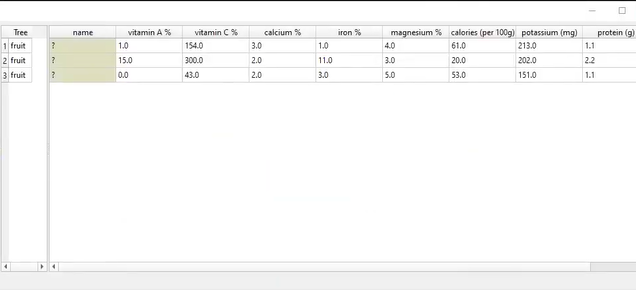 Tree name vitamin A % vitamin C % calcium % iron % magnesium % calories (per 100g) potassium (mg) protein (g)
1 fruit ? 1.0 154.0 3.0 1.0 4.0 61.0 213.0 1.1
2 fruit ? 15.0 300.0 2.0 11.0 3.0 20.0 202.0 2.2
3 fruit ? 0.0 43.0 2.0 3.0 5.0 53.0 151.0 1.1